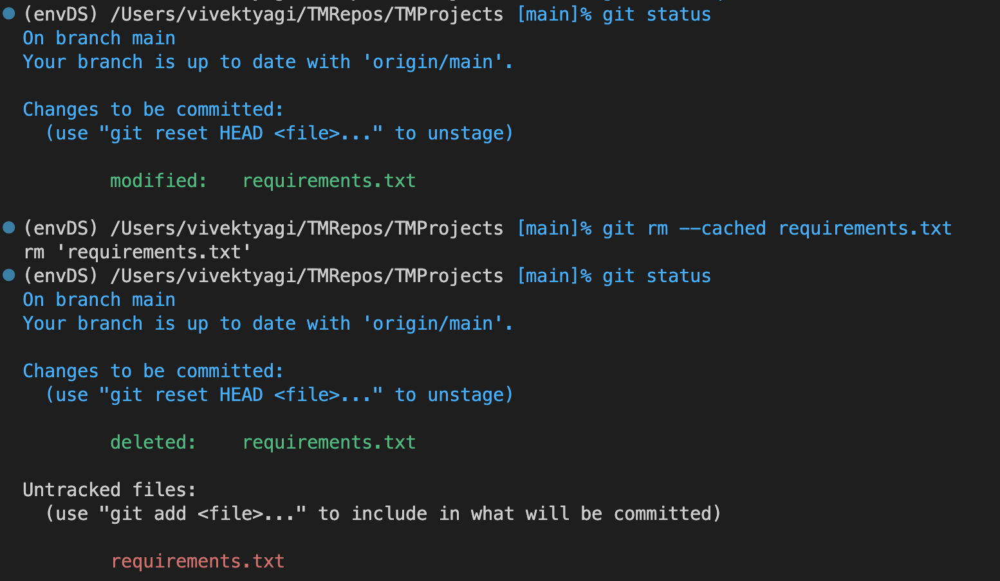 (envDS) /Users/vivektyagi/TMRepos/TMProjects [main]% git status
On branch main
Your branch is up to date with 'origin/main'.
Changes to be committed:
  (use "git reset HEAD <file>..." to unstage)
        modified:   requirements.txt
(envDS) /Users/vivektyagi/TMRepos/TMProjects [main]% git rm --cached requirements.txt
rm 'requirements.txt'
(envDS) /Users/vivektyagi/TMRepos/TMProjects [main]% git status
On branch main
Your branch is up to date with 'origin/main'.
Changes to be committed:
  (use "git reset HEAD <file>..." to unstage)
        deleted:    requirements.txt
Untracked files:
  (use "git add <file>..." to include in what will be committed)
        requirements.txt